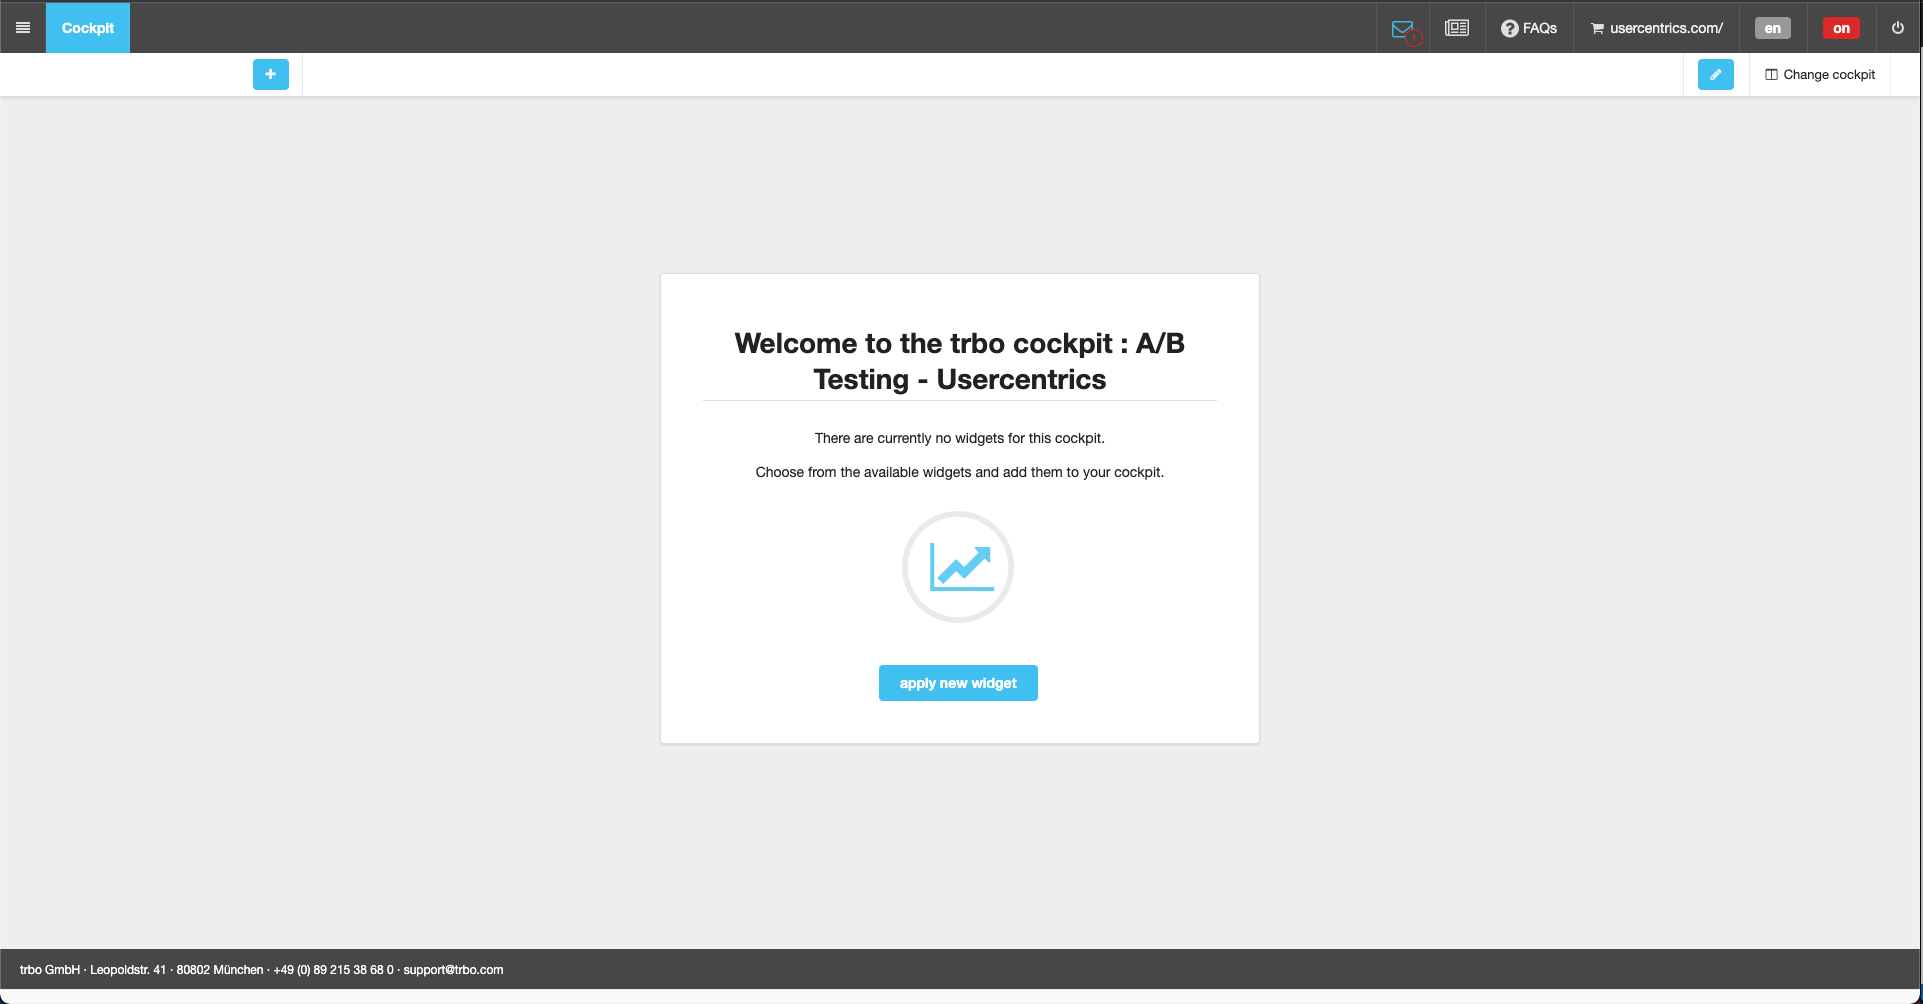 Cockpit
1
FAQs
usercentrics.com/
en
on
Change cockpit
Welcome to the trbo cockpit : A/B
Testing - Usercentrics
There are currently no widgets for this cockpit.
Choose from the available widgets and add them to your cockpit.
apply new widget
trbo GmbH · Leopoldstr. 41 · 80802 München · +49 (0) 89 215 38 68 0 · support@trbo.com